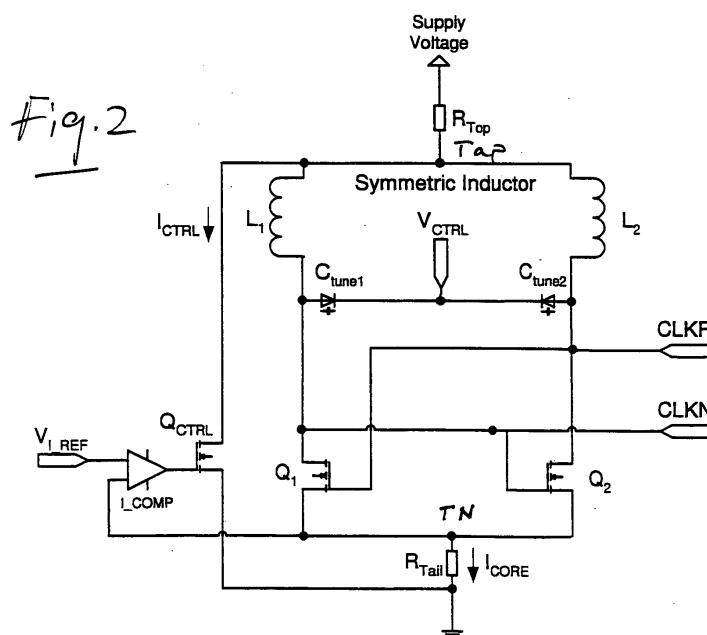 Supply
Voltage
Fig.2
R_Top
Tap
Symmetric Inductor
I_CTRL
L_1
V_CTRL
L_2
C_tune1
C_tune2
CLKP
CLKN
Q_CTRL
V_I_REF
I_COMP
Q_1
Q_2
TN
R_Tail
I_CORE